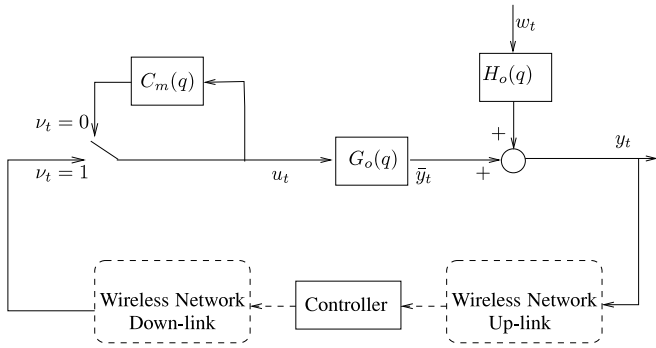 w_t
C_m(q)
H_o(q)
ν_t = 0
+
y_t
ν_t = 1
u_t
G_o(q)
ȳ_t
+
Wireless Network
Down-link
Controller
Wireless Network
Up-link